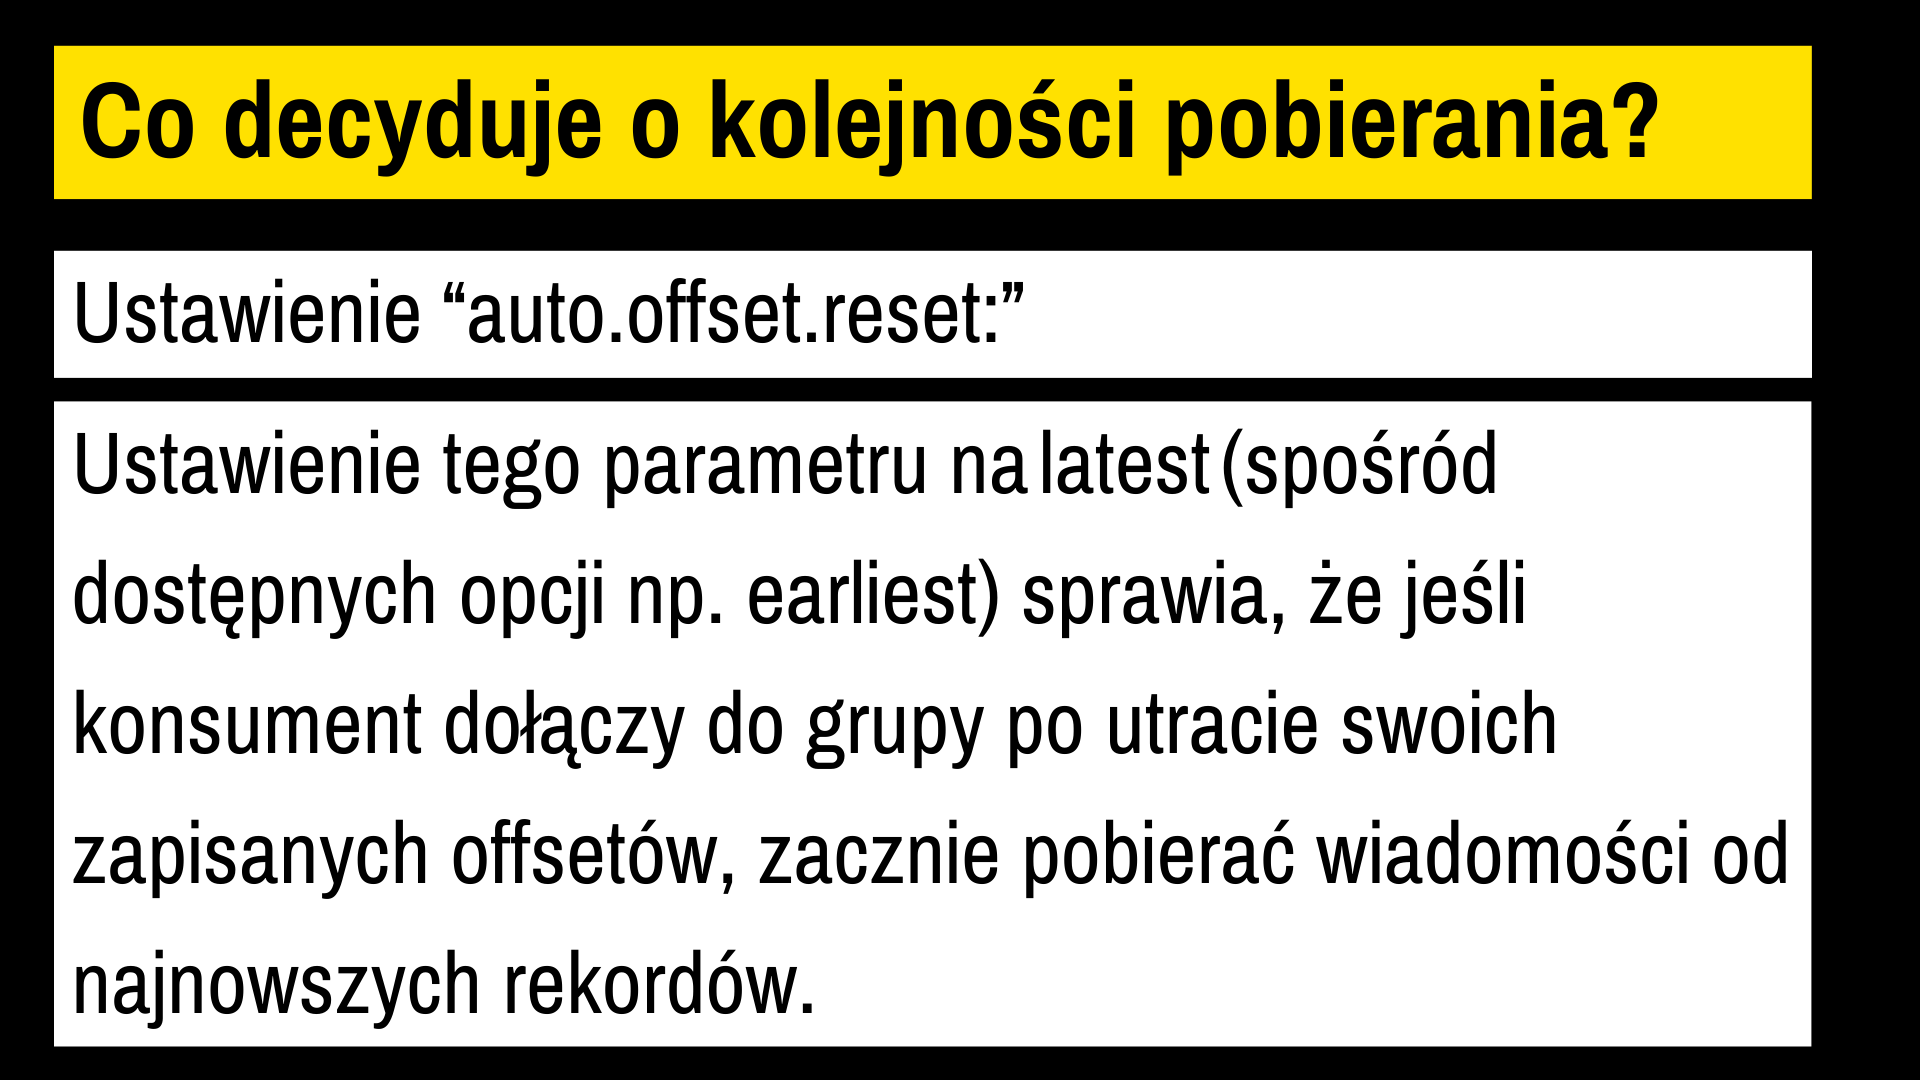 Co decyduje o kolejności pobierania?
Ustawienie “auto.offset.reset:”
Ustawienie tego parametru na latest (spośród
dostępnych opcji np. earliest) sprawia, że jeśli
konsument dołączy do grupy po utracie swoich
zapisanych offsetów, zacznie pobierać wiadomości od
najnowszych rekordów.